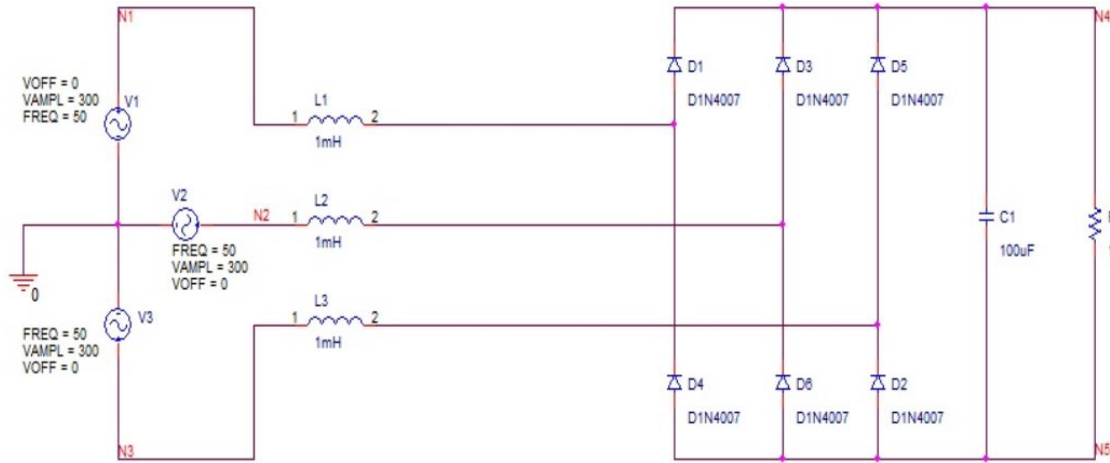 N1
N4
VOFF = 0
VAMPL = 300
FREQ = 50
V1
D1
D1N4007
D3
D1N4007
D5
D1N4007
L1
1 2
1mH
V2
N2
L2
1 2
1mH
FREQ = 50
VAMPL = 300
VOFF = 0
C1
100uF
0
L3
1 2
1mH
V3
FREQ = 50
VAMPL = 300
VOFF = 0
D4
D1N4007
D6
D1N4007
D2
D1N4007
N3
N5